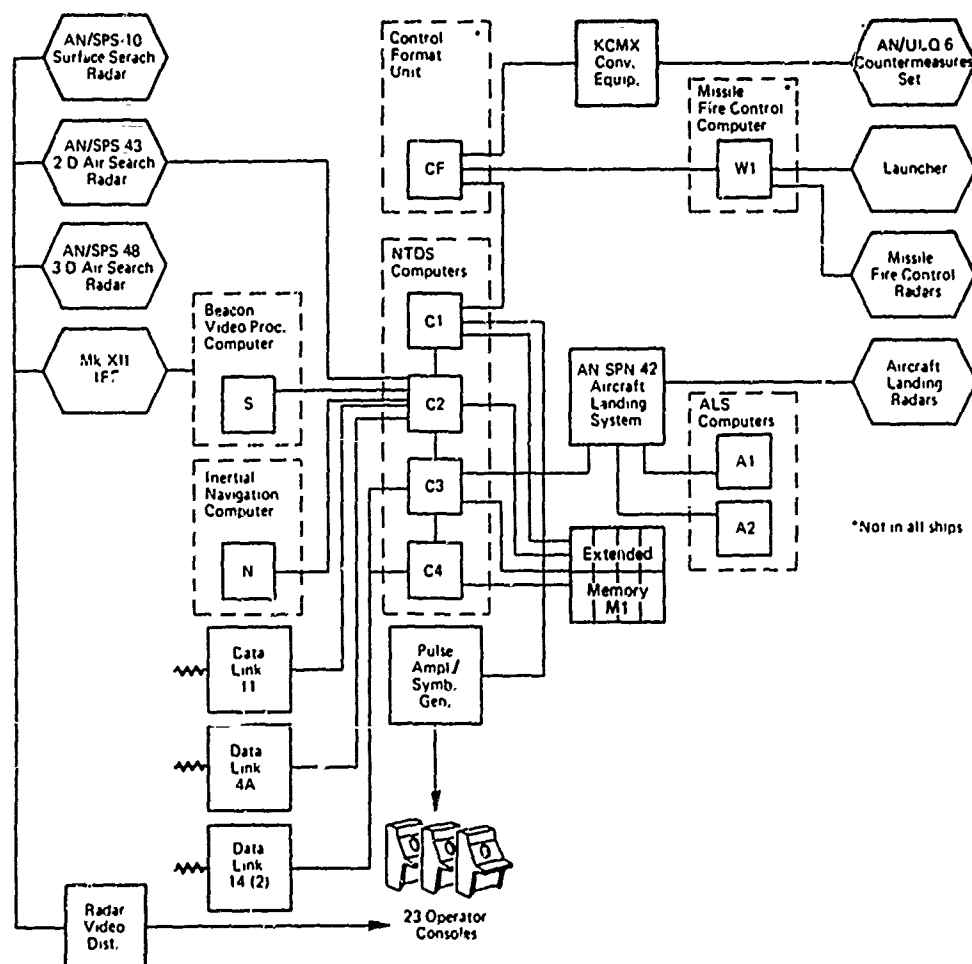 AN/SPS-10
Surface Serach
Radar
AN/SPS 43
2 D Air Search
Radar
AN/SPS 48
3 D Air Search
Radar
Mk XII
IFF
Beacon
Video Proc.
Computer
S
Inertial
Navigation
Computer
N
Data
Link
11
Data
Link
4A
Data
Link
14 (2)
Radar
Video
Dist.
Control *
Format
Unit
CF
NTDS
Computers
C1
C2
C3
C4
Pulse
Ampl./
Symb.
Gen.
23 Operator
Consoles
KCMX
Conv.
Equip.
Missile *
Fire Control
Computer
W1
AN SPN 42
Aircraft
Landing
System
ALS
Computers
A1
A2
Extended
Memory
M1
AN/ULQ 6
Countermeasures
Set
Launcher
Missile
Fire Control
Radars
Aircraft
Landing
Radars
*Not in all ships